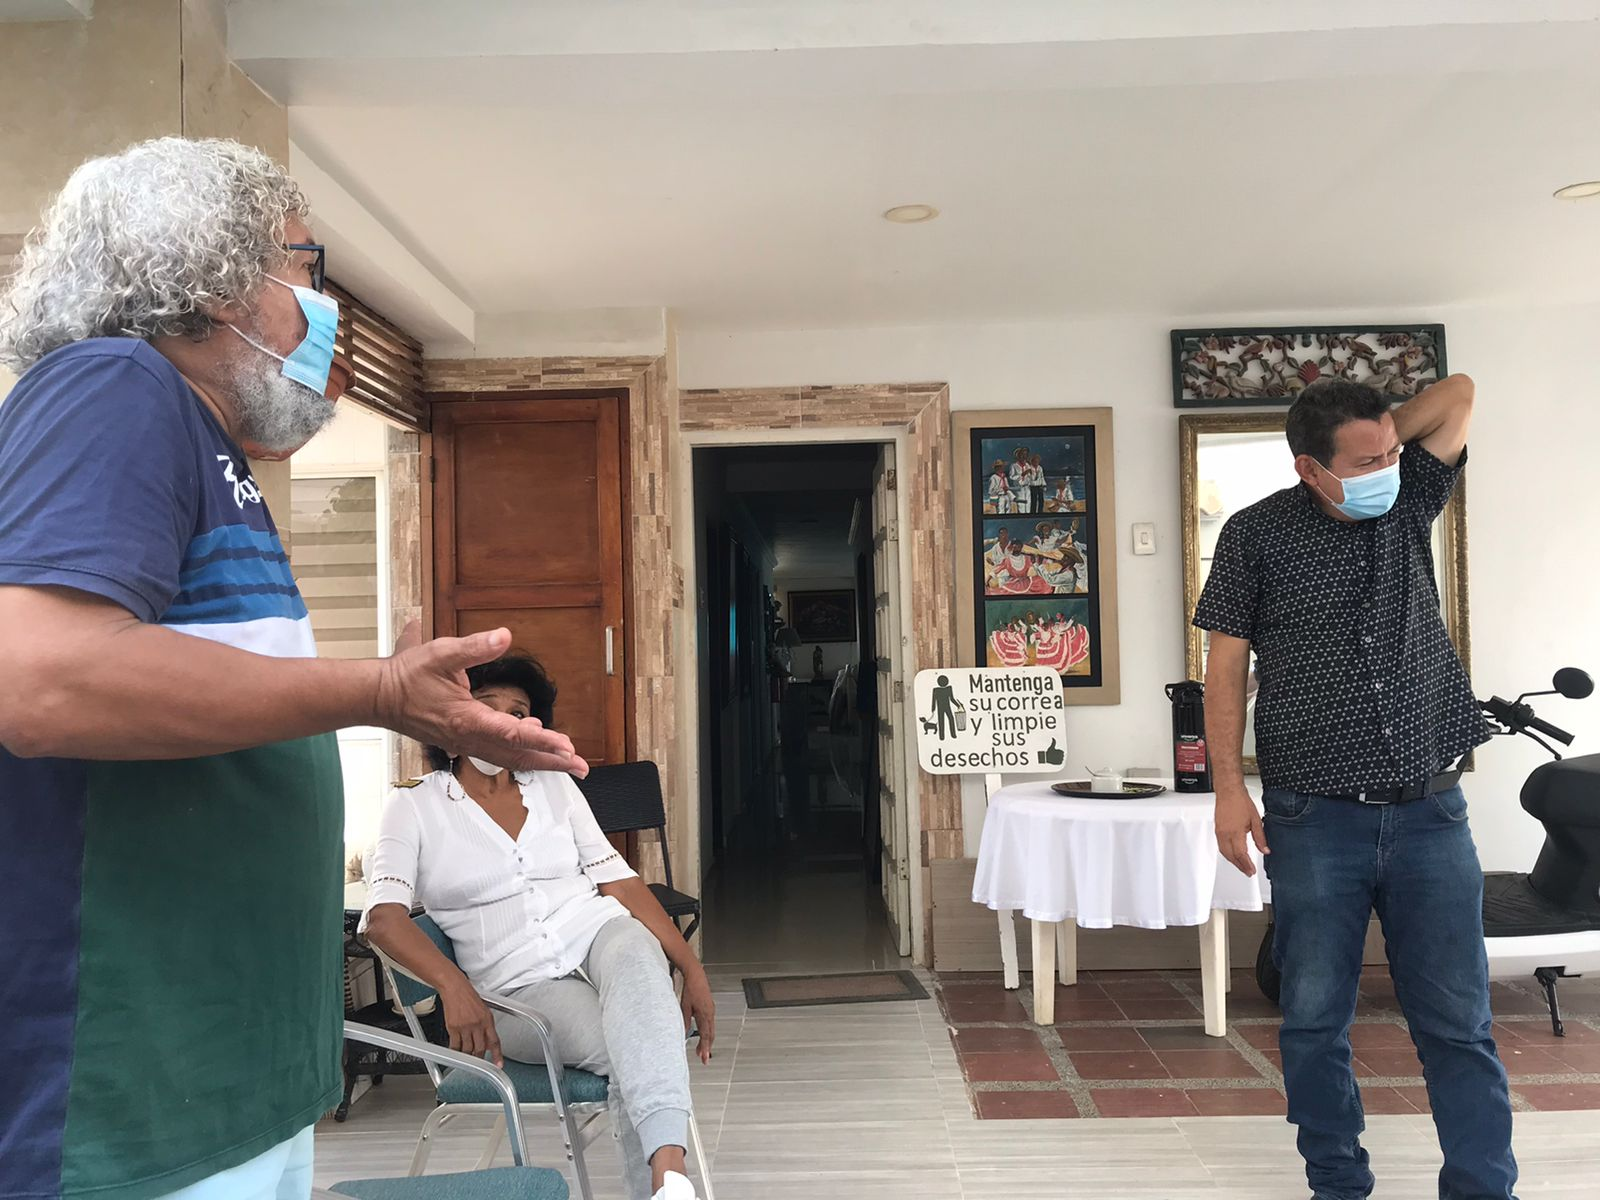 Mantenga
su correa
y limpie
sus
desechos